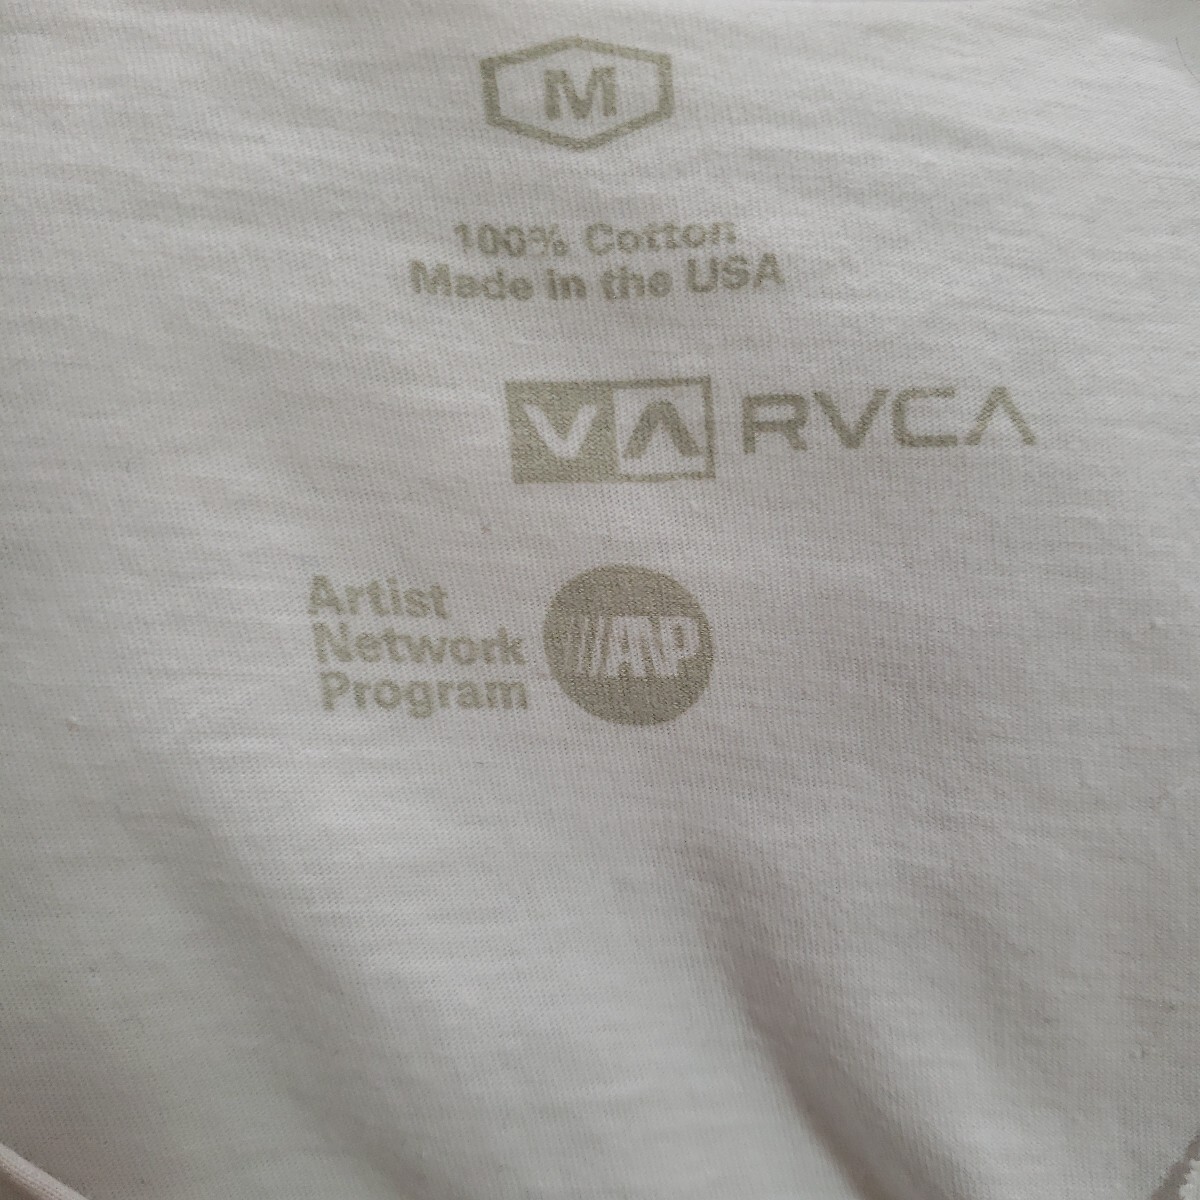 M
100% Cotton
Made in the USA
VA RVCA
Artist
Network
Program
ANP